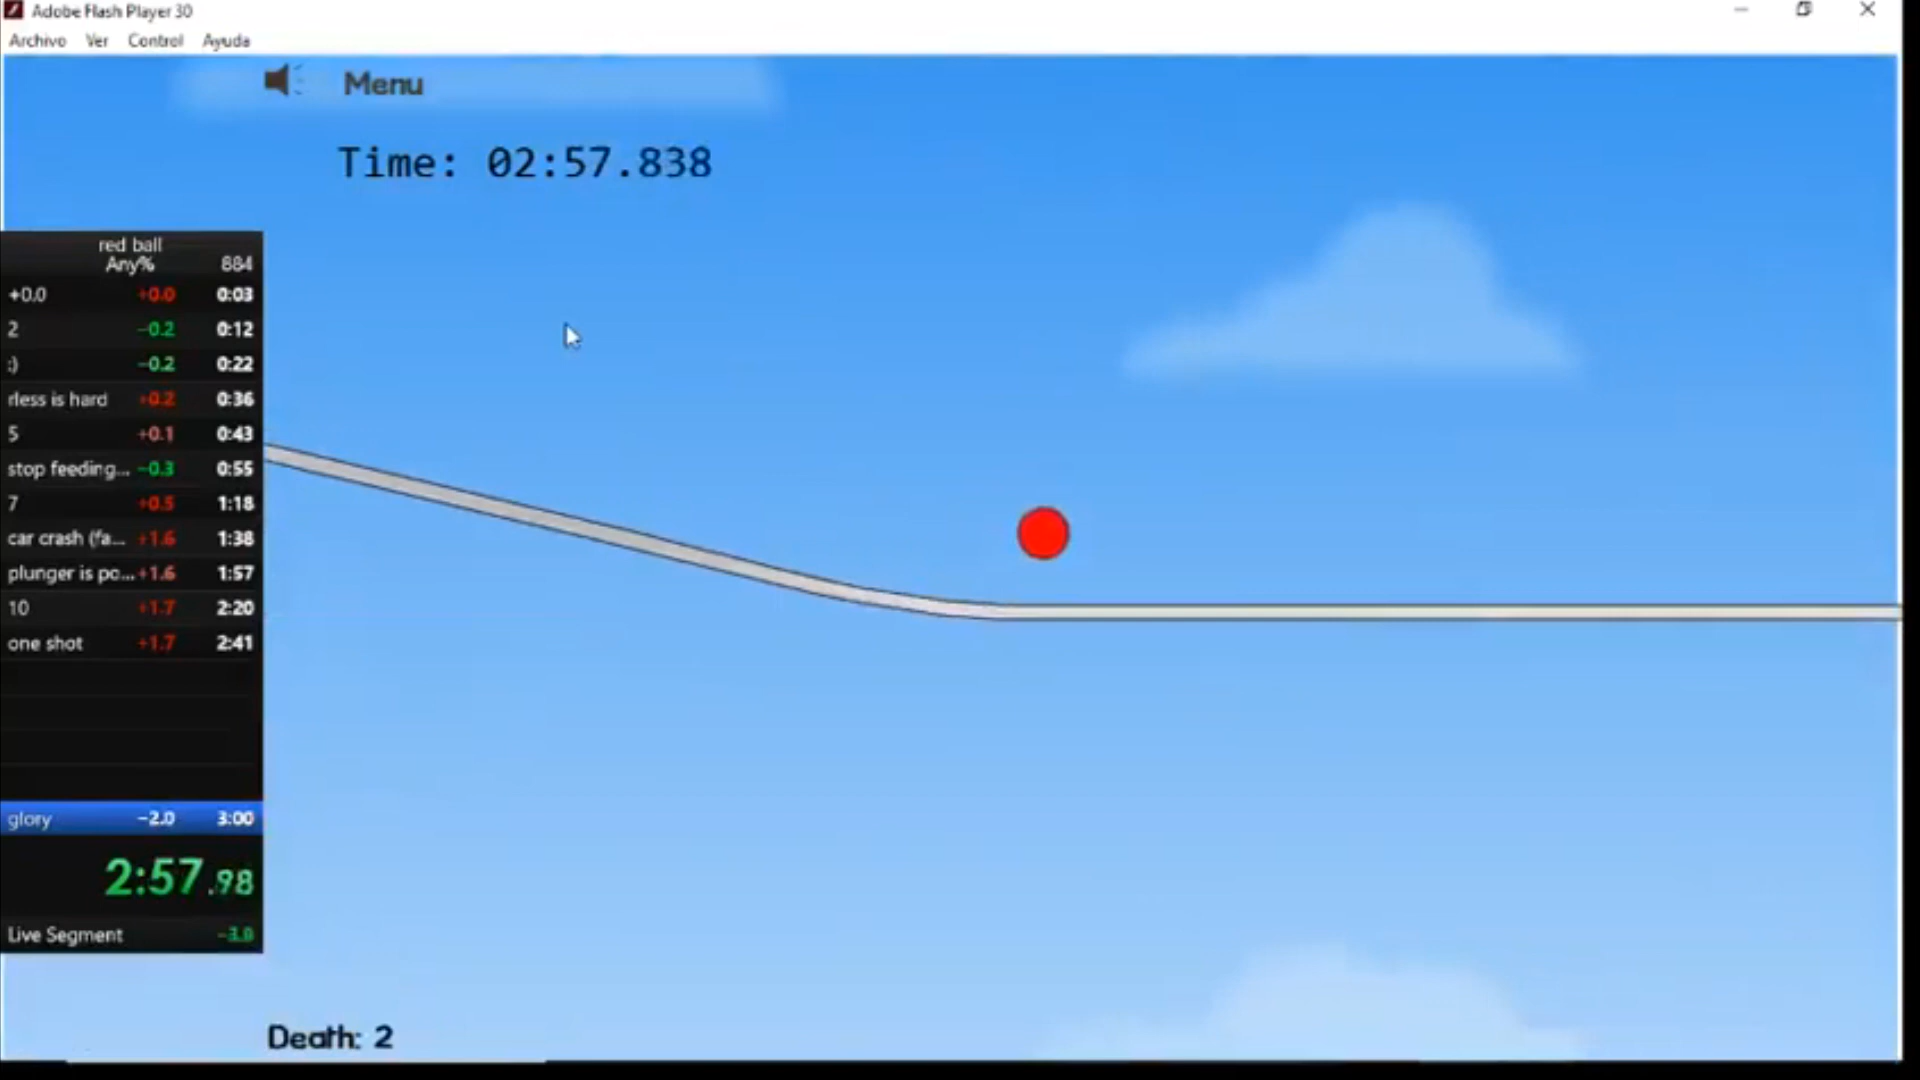 Adobe Flash Player 30
Archivo Ver Control Ayuda
Menu
Time: 02:57.838
red ball
Any% 884
+0.0 +0.0 0:03
2 -0.2 0:12
:) -0.2 0:22
rless is hard +0.2 0:36
5 +0.1 0:43
stop feeding... -0.3 0:55
7 +0.5 1:18
car crash (fa... +1.6 1:38
plunger is po... +1.6 1:57
10 +1.7 2:20
one shot +1.7 2:41
glory -2.0 3:00
2:57.98
Live Segment
Death: 2